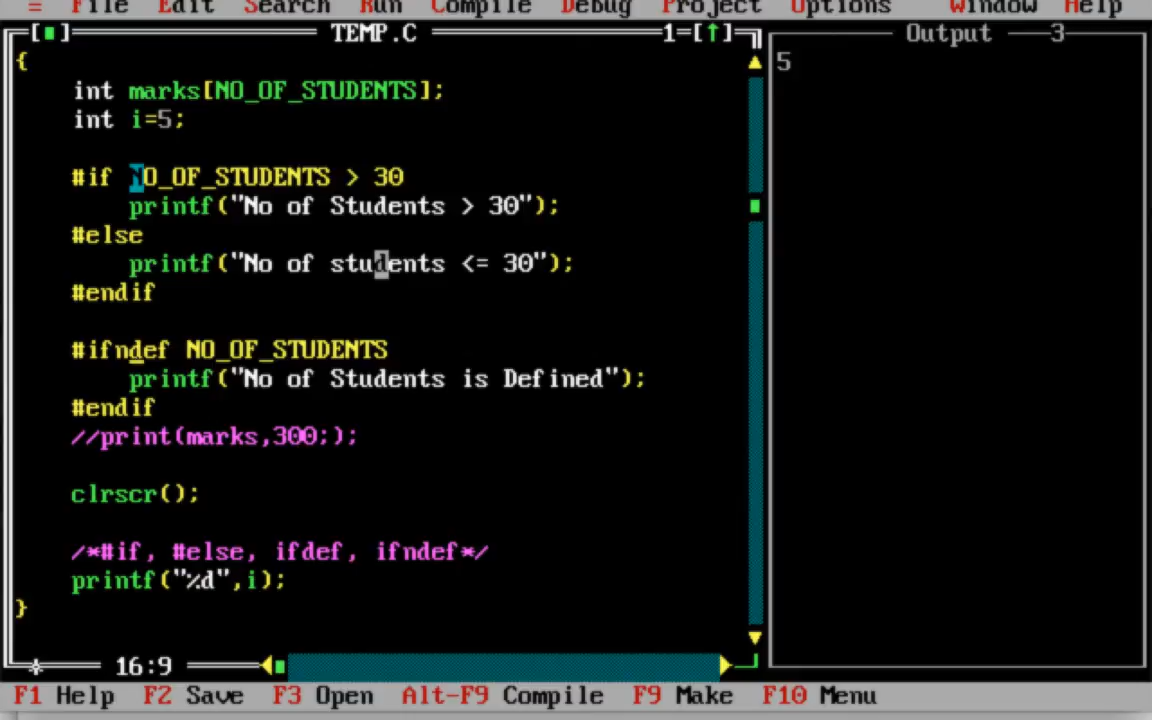 = File Edit Search Run Compile Debug Project Options Window Help
TEMP.C 1=[↑]
Output 3
{
int marks[NO_OF_STUDENTS];
int i=5;
#if NO_OF_STUDENTS > 30
printf("No of Students > 30");
#else
printf("No of students <= 30");
#endif
#ifndef NO_OF_STUDENTS
printf("No of Students is Defined");
#endif
//print(marks,300;);
clrscr();
/*#if, #else, ifdef, ifndef*/
printf("%d",i);
}
5
16:9
F1 Help F2 Save F3 Open Alt-F9 Compile F9 Make F10 Menu